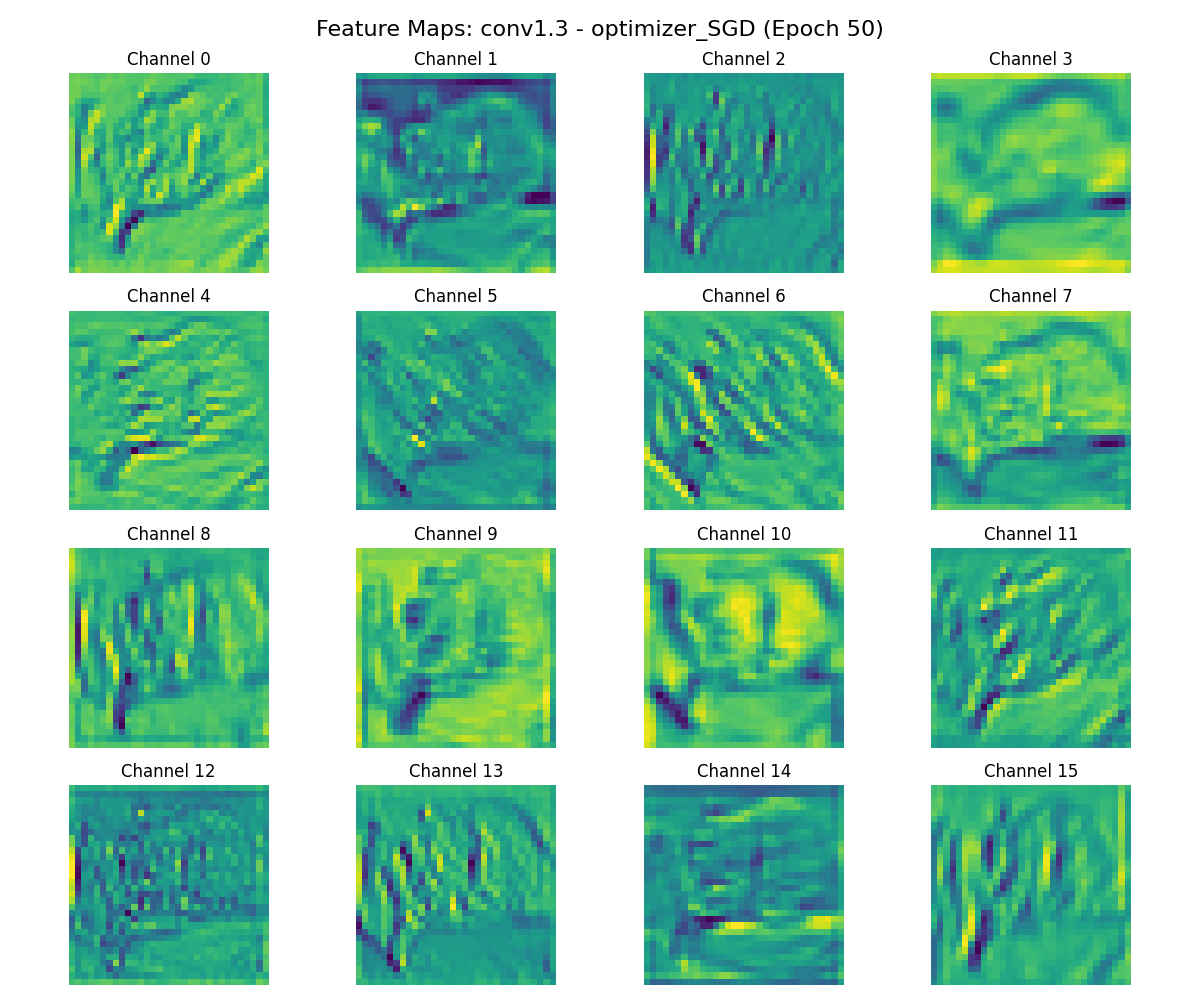 Feature Maps: conv1.3 - optimizer_SGD (Epoch 50)
Channel 0 Channel 1 Channel 2 Channel 3
Channel 4 Channel 5 Channel 6 Channel 7
Channel 8 Channel 9 Channel 10 Channel 11
Channel 12 Channel 13 Channel 14 Channel 15